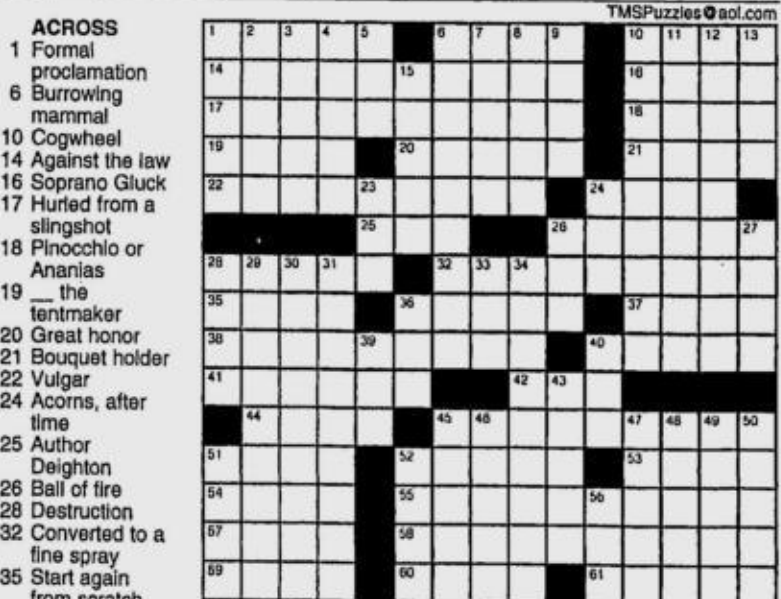 TMSPuzzles@aol.com
ACROSS
1 Formal
proclamation
6 Burrowing
mammal
10 Cogwheel
14 Against the law
16 Soprano Gluck
17 Hurled from a
slingshot
18 Pinocchio or
Ananias
19 __ the
tentmaker
20 Great honor
21 Bouquet holder
22 Vulgar
24 Acorns, after
time
25 Author
Deighton
26 Ball of fire
28 Destruction
32 Converted to a
fine spray
35 Start again
from scratch
1 2 3 4 5 6 7 8 9 10 11 12 13
14 15 16
17 18
19 20 21
22 23 24
25 26 27
28 29 30 31 32 33 34
35 36 37
38 39 40
41 42 43
44 45 46 47 48 49 50
51 52 53
54 55 56
57 58
59 60 61